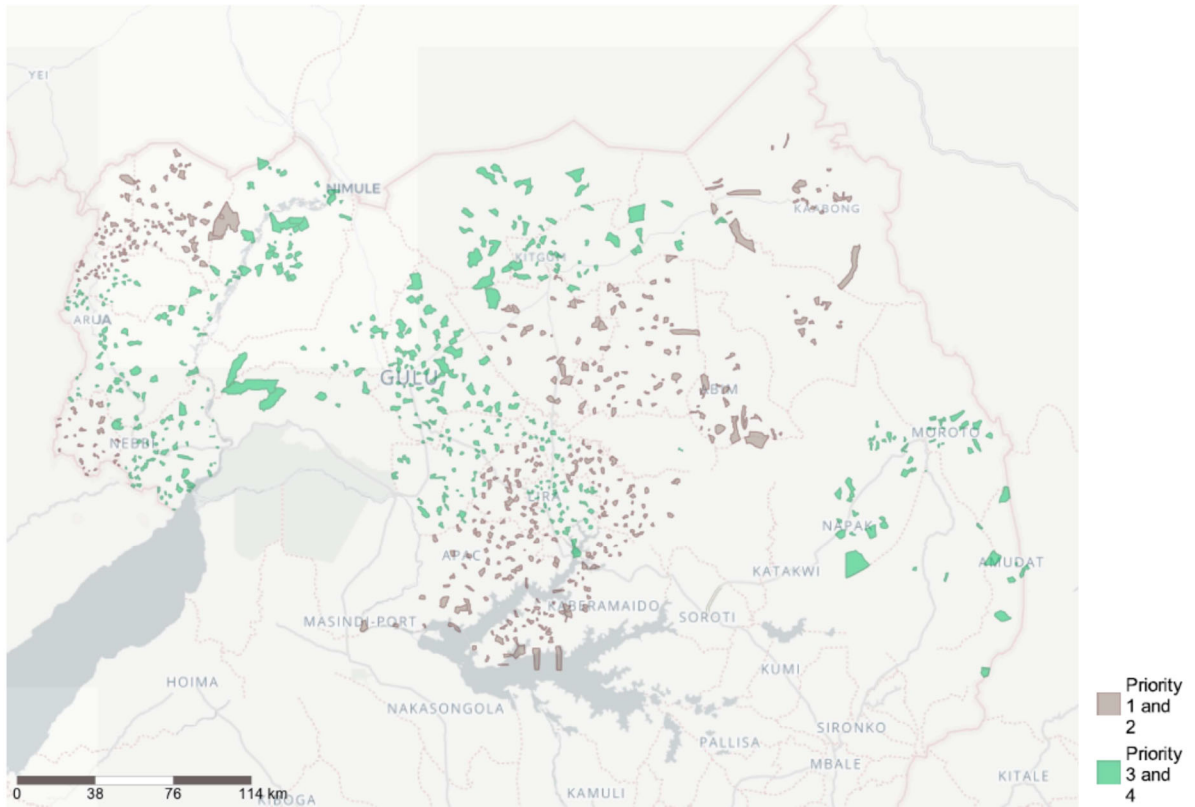 YEI
NIMULE
KAABONG
KITGUM
ARUA
GULU
ABIM
MOROTO
NEBBI
LIRA
NAPAK
APAC
AMUDAT
KATAKWI
KABERAMAIDO
MASINDI-PORT
SOROTI
KUMI
HOIMA
NAKASONGOLA
SIRONKO
PALLISA
MBALE
KITALE
KIBOGA
KAMULI
0 38 76 114 km
Priority
1 and
2
Priority
3 and
4